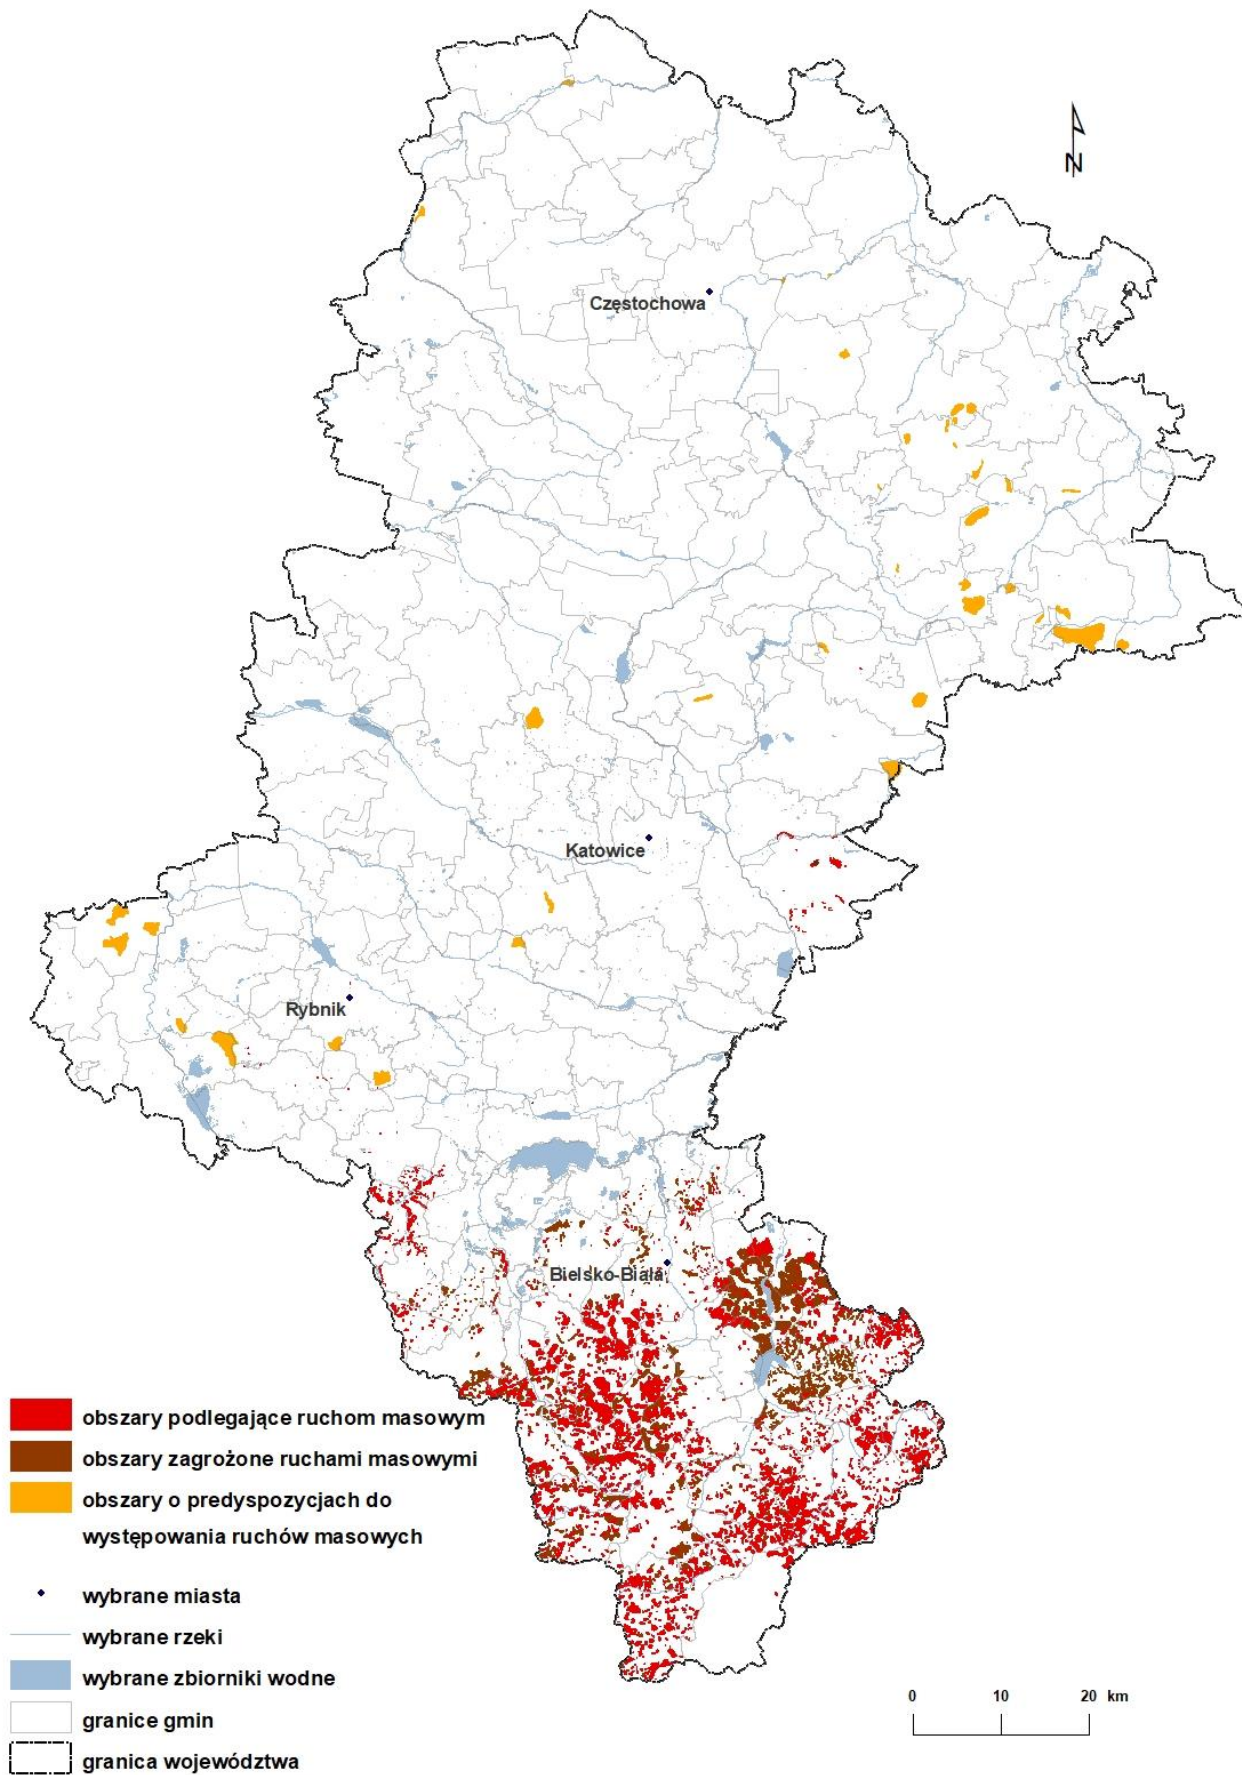 N
Częstochowa
Katowice
Rybnik
Bielsko-Biała
obszary podlegające ruchom masowym
obszary zagrożone ruchami masowymi
obszary o predyspozycjach do
występowania ruchów masowych
wybrane miasta
wybrane rzeki
wybrane zbiorniki wodne
granice gmin
granica województwa
0 10 20 km